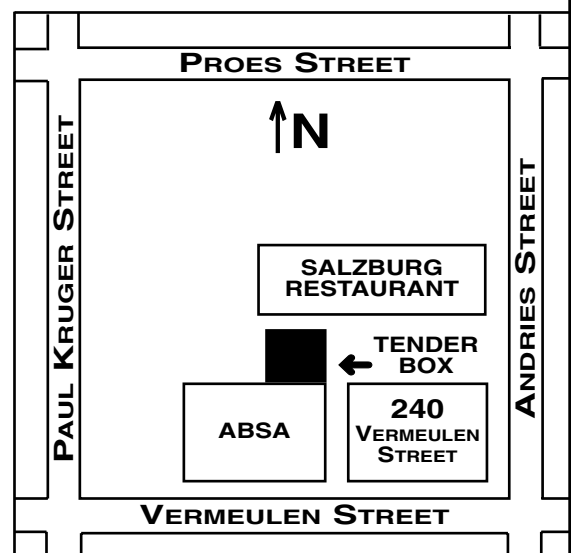 PROES STREET
N
PAUL KRUGER STREET
ANDRIES STREET
SALZBURG
RESTAURANT
TENDER
BOX
ABSA
240
VERMEULEN
STREET
VERMEULEN STREET